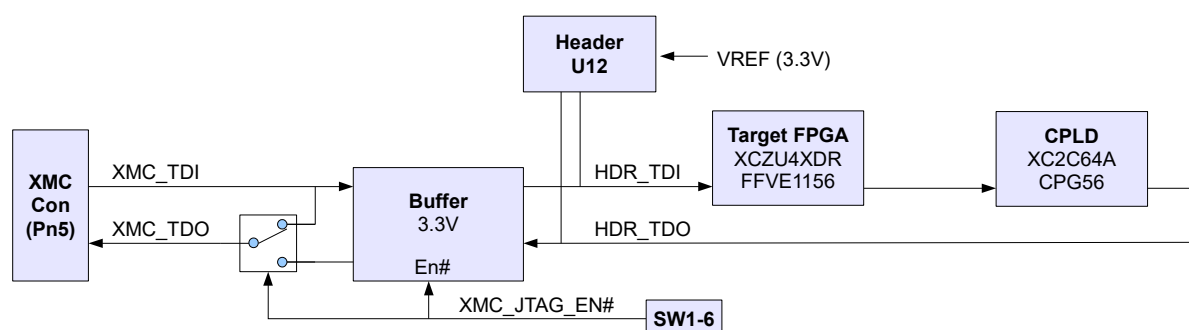 Header
U12
VREF (3.3V)
XMC
Con
(Pn5)
XMC_TDI
XMC_TDO
Buffer
3.3V
En#
HDR_TDI
HDR_TDO
Target FPGA
XCZU4XDR
FFVE1156
CPLD
XC2C64A
CPG56
XMC_JTAG_EN#
SW1-6